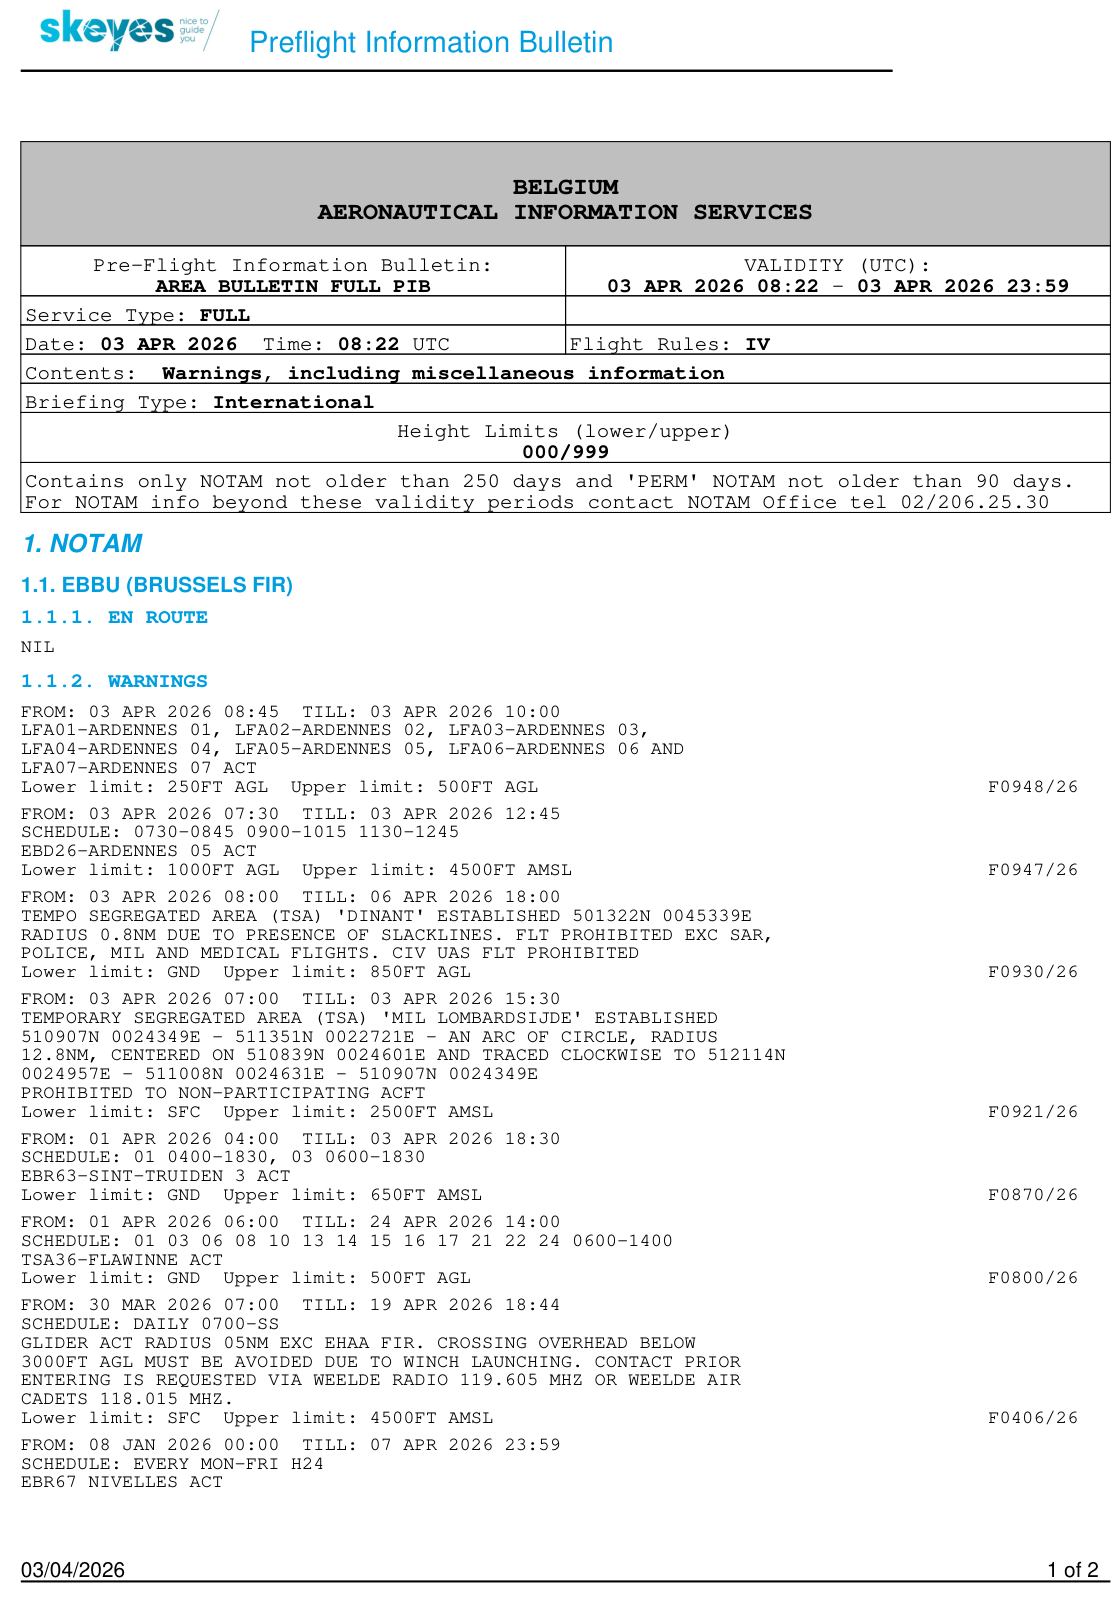 skeyes nice to guide you
Preflight Information Bulletin
BELGIUM
AERONAUTICAL INFORMATION SERVICES
Pre-Flight Information Bulletin:
AREA BULLETIN FULL PIB
VALIDITY (UTC):
03 APR 2026 08:22 - 03 APR 2026 23:59
Service Type: FULL
Date: 03 APR 2026 Time: 08:22 UTC
Flight Rules: IV
Contents: Warnings, including miscellaneous information
Briefing Type: International
Height Limits (lower/upper)
000/999
Contains only NOTAM not older than 250 days and 'PERM' NOTAM not older than 90 days.
For NOTAM info beyond these validity periods contact NOTAM Office tel 02/206.25.30
1. NOTAM
1.1. EBBU (BRUSSELS FIR)
1.1.1. EN ROUTE
NIL
1.1.2. WARNINGS
FROM: 03 APR 2026 08:45 TILL: 03 APR 2026 10:00
LFA01-ARDENNES 01, LFA02-ARDENNES 02, LFA03-ARDENNES 03,
LFA04-ARDENNES 04, LFA05-ARDENNES 05, LFA06-ARDENNES 06 AND
LFA07-ARDENNES 07 ACT
Lower limit: 250FT AGL Upper limit: 500FT AGL F0948/26
FROM: 03 APR 2026 07:30 TILL: 03 APR 2026 12:45
SCHEDULE: 0730-0845 0900-1015 1130-1245
EBD26-ARDENNES 05 ACT
Lower limit: 1000FT AGL Upper limit: 4500FT AMSL F0947/26
FROM: 03 APR 2026 08:00 TILL: 06 APR 2026 18:00
TEMPO SEGREGATED AREA (TSA) 'DINANT' ESTABLISHED 501322N 0045339E
RADIUS 0.8NM DUE TO PRESENCE OF SLACKLINES. FLT PROHIBITED EXC SAR,
POLICE, MIL AND MEDICAL FLIGHTS. CIV UAS FLT PROHIBITED
Lower limit: GND Upper limit: 850FT AGL F0930/26
FROM: 03 APR 2026 07:00 TILL: 03 APR 2026 15:30
TEMPORARY SEGREGATED AREA (TSA) 'MIL LOMBARDSIJDE' ESTABLISHED
510907N 0024349E - 511351N 0022721E - AN ARC OF CIRCLE, RADIUS
12.8NM, CENTERED ON 510839N 0024601E AND TRACED CLOCKWISE TO 512114N
0024957E - 511008N 0024631E - 510907N 0024349E
PROHIBITED TO NON-PARTICIPATING ACFT
Lower limit: SFC Upper limit: 2500FT AMSL F0921/26
FROM: 01 APR 2026 04:00 TILL: 03 APR 2026 18:30
SCHEDULE: 01 0400-1830, 03 0600-1830
EBR63-SINT-TRUIDEN 3 ACT
Lower limit: GND Upper limit: 650FT AMSL F0870/26
FROM: 01 APR 2026 06:00 TILL: 24 APR 2026 14:00
SCHEDULE: 01 03 06 08 10 13 14 15 16 17 21 22 24 0600-1400
TSA36-FLAWINNE ACT
Lower limit: GND Upper limit: 500FT AGL F0800/26
FROM: 30 MAR 2026 07:00 TILL: 19 APR 2026 18:44
SCHEDULE: DAILY 0700-SS
GLIDER ACT RADIUS 05NM EXC EHAA FIR. CROSSING OVERHEAD BELOW
3000FT AGL MUST BE AVOIDED DUE TO WINCH LAUNCHING. CONTACT PRIOR
ENTERING IS REQUESTED VIA WEELDE RADIO 119.605 MHZ OR WEELDE AIR
CADETS 118.015 MHZ.
Lower limit: SFC Upper limit: 4500FT AMSL F0406/26
FROM: 08 JAN 2026 00:00 TILL: 07 APR 2026 23:59
SCHEDULE: EVERY MON-FRI H24
EBR67 NIVELLES ACT
03/04/2026 1 of 2